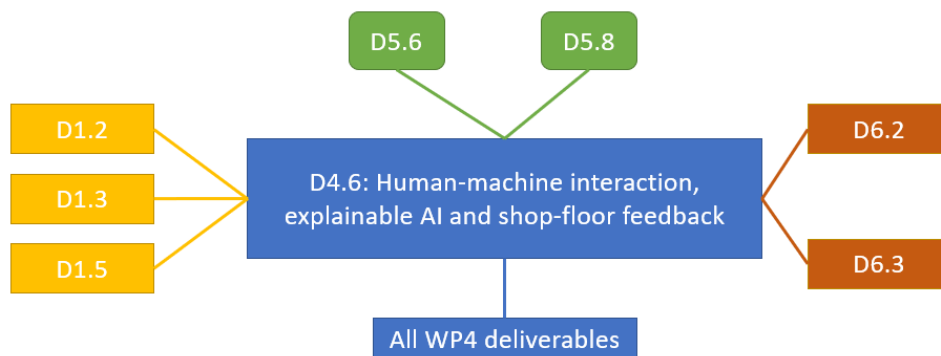 D5.6
D5.8
D1.2
D1.3
D1.5
D4.6: Human-machine interaction,
explainable AI and shop-floor feedback
D6.2
D6.3
All WP4 deliverables